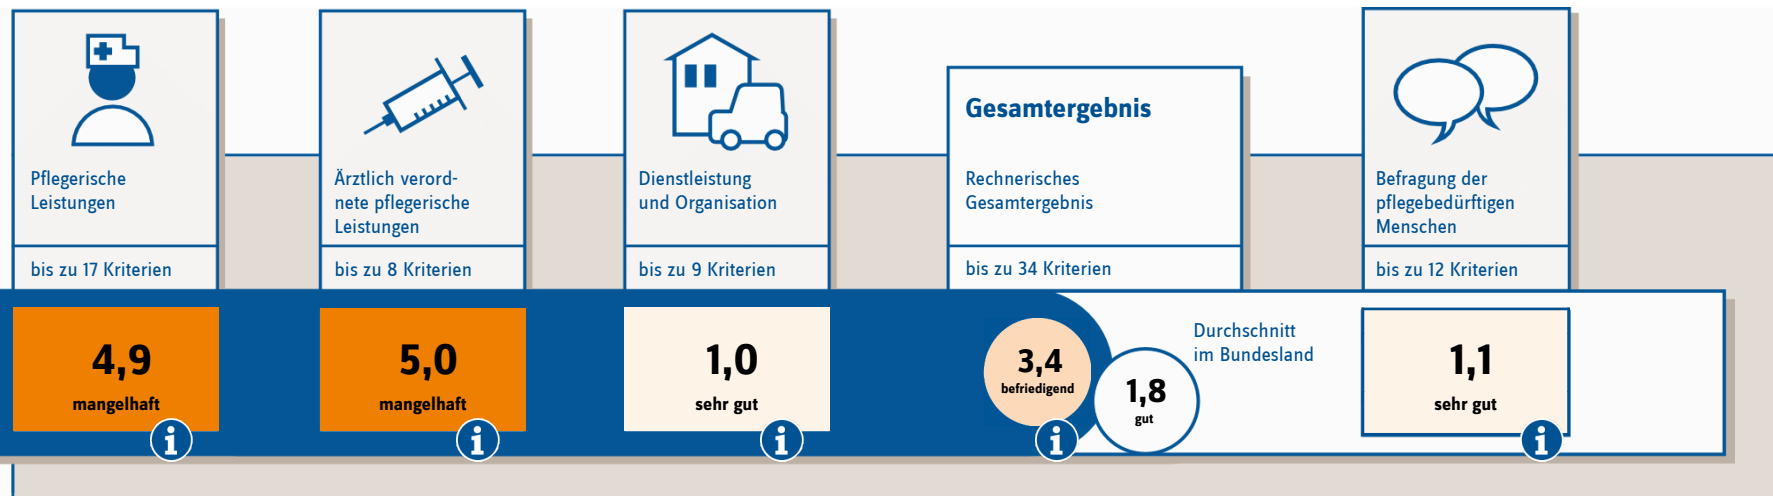 Pflegerische
Leistungen
bis zu 17 Kriterien
4,9
mangelhaft
i
Ärztlich verord-
nete pflegerische
Leistungen
bis zu 8 Kriterien
5,0
mangelhaft
i
Dienstleistung
und Organisation
bis zu 9 Kriterien
1,0
sehr gut
i
Gesamtergebnis
Rechnerisches
Gesamtergebnis
bis zu 34 Kriterien
3,4
befriedigend
i
1,8
gut
Durchschnitt
im Bundesland
Befragung der
pflegebedürftigen
Menschen
bis zu 12 Kriterien
1,1
sehr gut
i